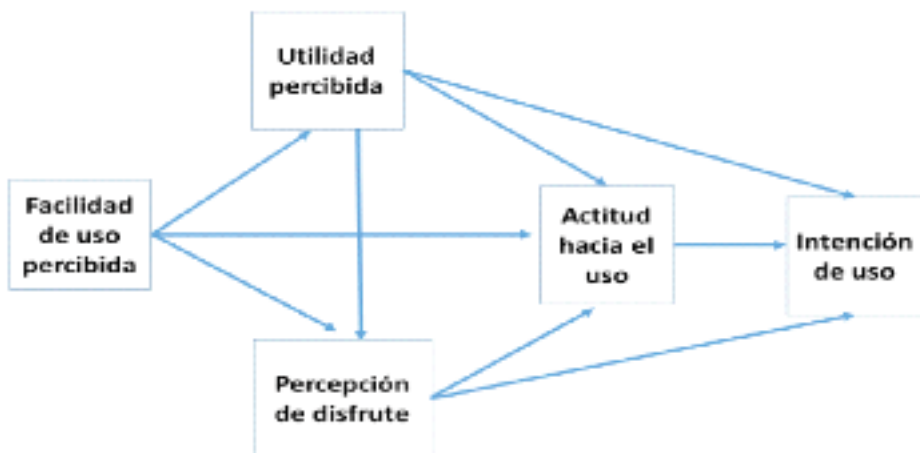 Utilidad
percibida
Facilidad
de uso
percibida
Actitud
hacia el
uso
Intención
de uso
Percepción
de disfrute